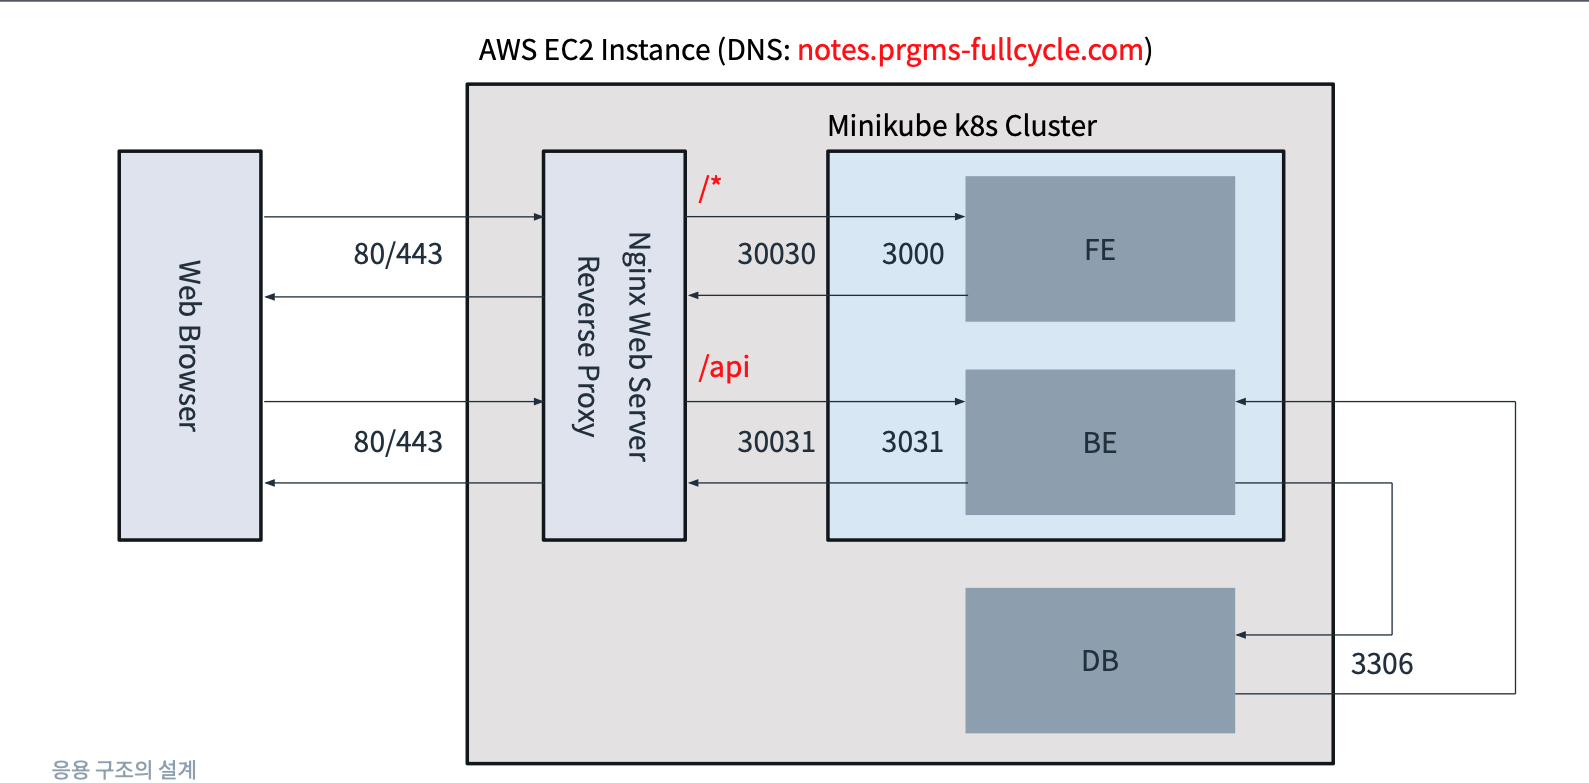 AWS EC2 Instance (DNS: notes.prgms-fullcycle.com)
Minikube k8s Cluster
Web Browser
80/443
80/443
Nginx Web Server
Reverse Proxy
/*
30030
3000
FE
/api
30031
3031
BE
DB
3306
응용 구조의 설계